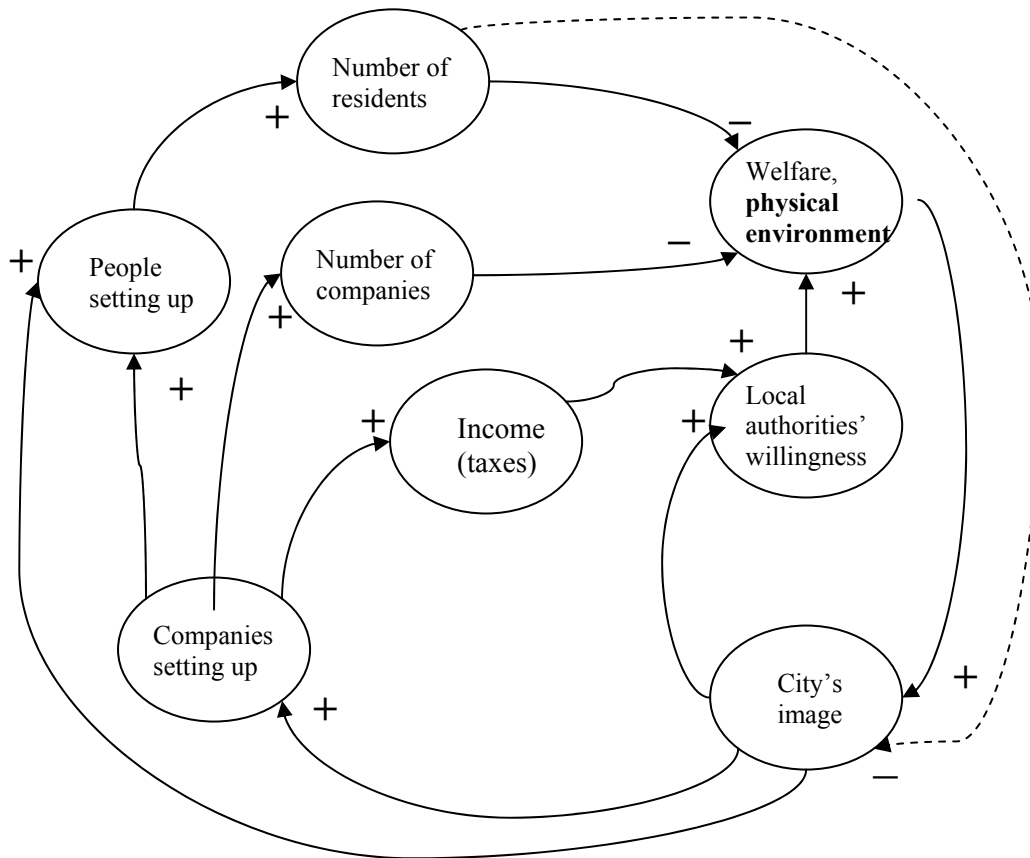 Number of
residents
+
−
Welfare,
physical
environment
+
People
setting up
Number of
companies
−
+
+
+
+
Income
(taxes)
+
+
Local
authorities’
willingness
Companies
setting up
+
City’s
image
+
−